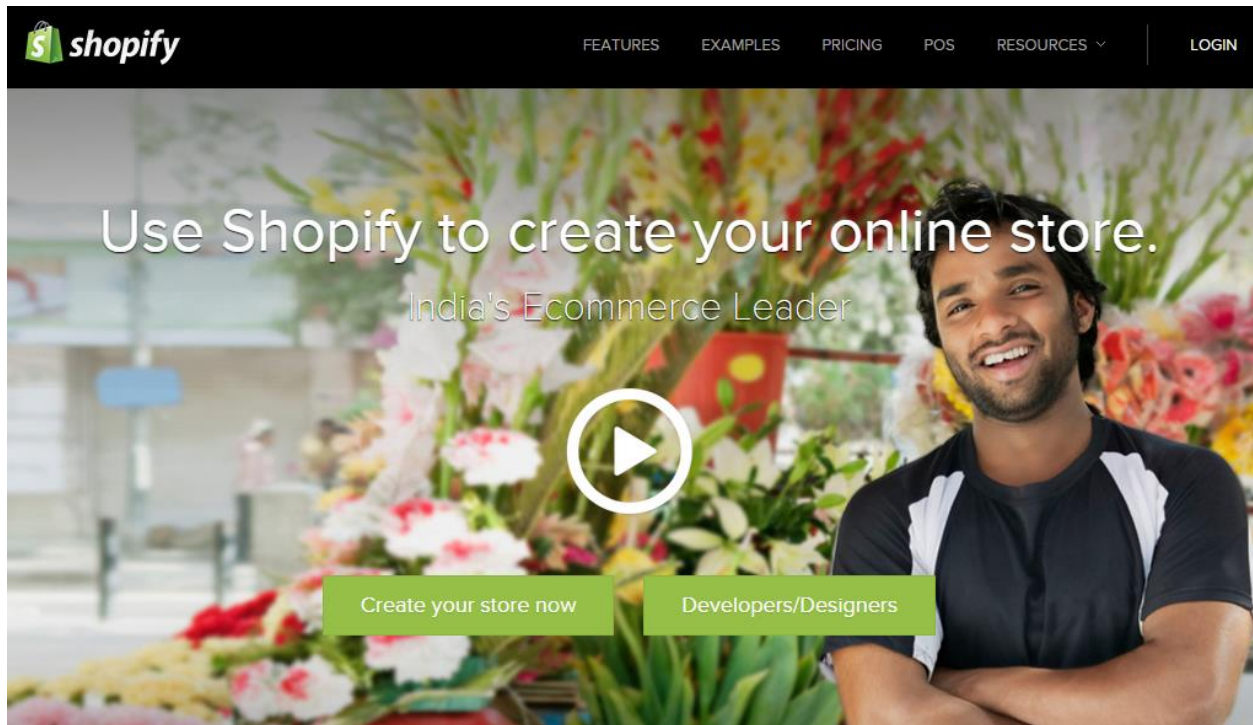 shopify
FEATURES EXAMPLES PRICING POS RESOURCES LOGIN
Use Shopify to create your online store.
India's Ecommerce Leader
Create your store now Developers/Designers